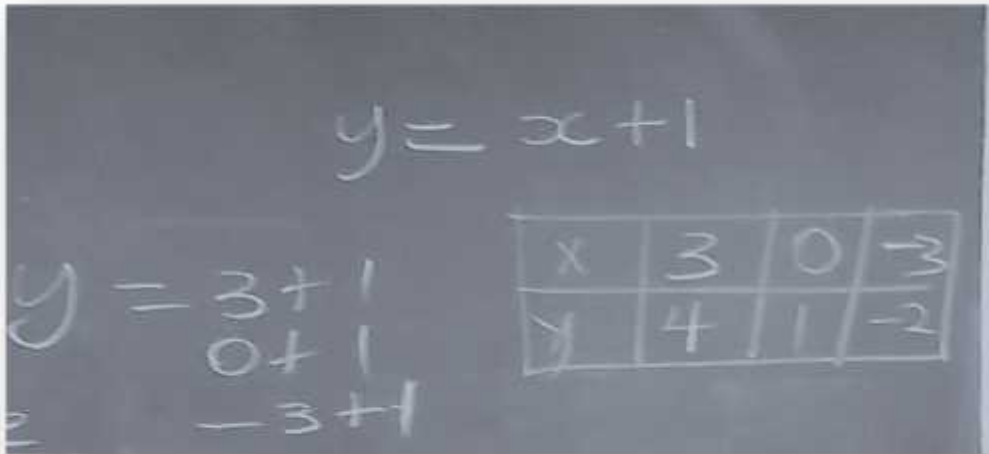 y = x + 1
y = 3 + 1
0 + 1
- 3 + 1
x 3 0 -3
y 4 1 -2